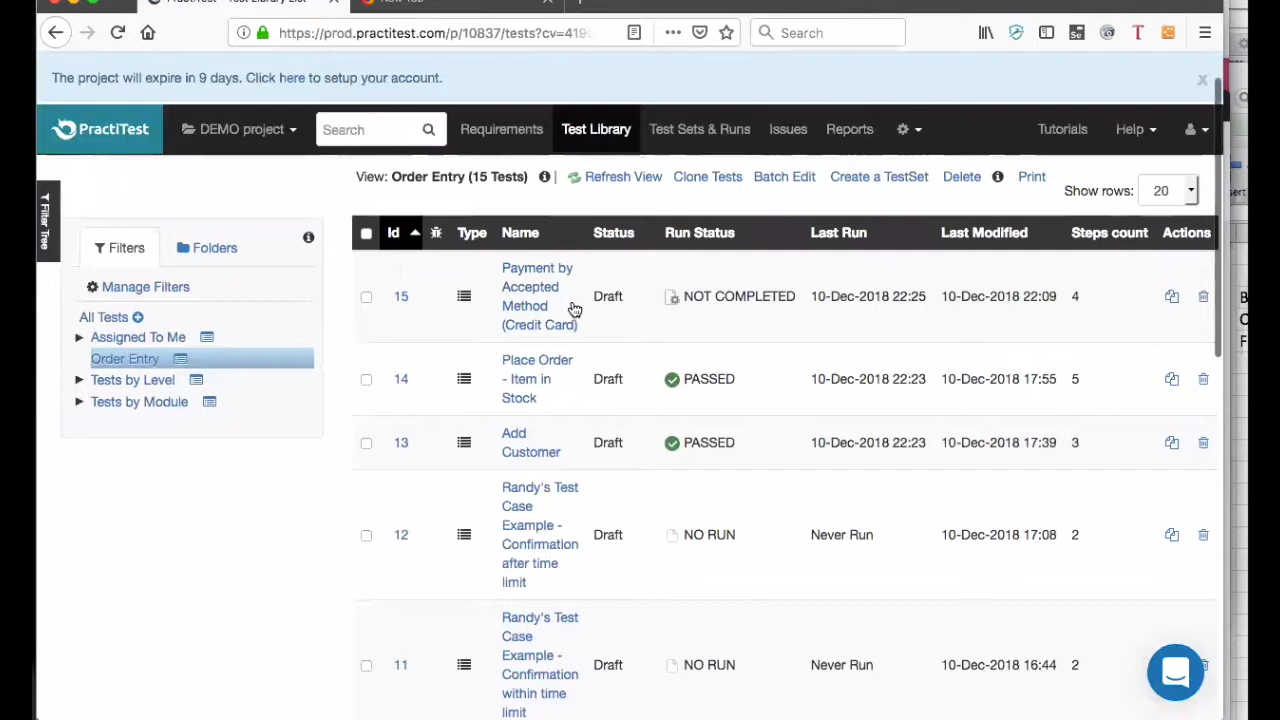 https://prod.practitest.com/p/10837/tests?cv=419
Search
The project will expire in 9 days. Click here to setup your account.
x
PractiTest
DEMO project
Search
Requirements
Test Library
Test Sets & Runs
Issues
Reports
Tutorials
Help
View: Order Entry (15 Tests) | Refresh View Clone Tests Batch Edit Create a TestSet Delete Print
Show rows: 20
Filter Tree
Filters
Folders
Manage Filters
All Tests
Assigned To Me
Order Entry
Tests by Level
Tests by Module
Id Type Name Status Run Status Last Run Last Modified Steps count Actions
15 Payment by Accepted Method (Credit Card) Draft NOT COMPLETED 10-Dec-2018 22:25 10-Dec-2018 22:09 4
14 Place Order - Item in Stock Draft PASSED 10-Dec-2018 22:23 10-Dec-2018 17:55 5
13 Add Customer Draft PASSED 10-Dec-2018 22:23 10-Dec-2018 17:39 3
12 Randy's Test Case Example - Confirmation after time limit Draft NO RUN Never Run 10-Dec-2018 17:08 2
11 Randy's Test Case Example - Confirmation within time limit Draft NO RUN Never Run 10-Dec-2018 16:44 2